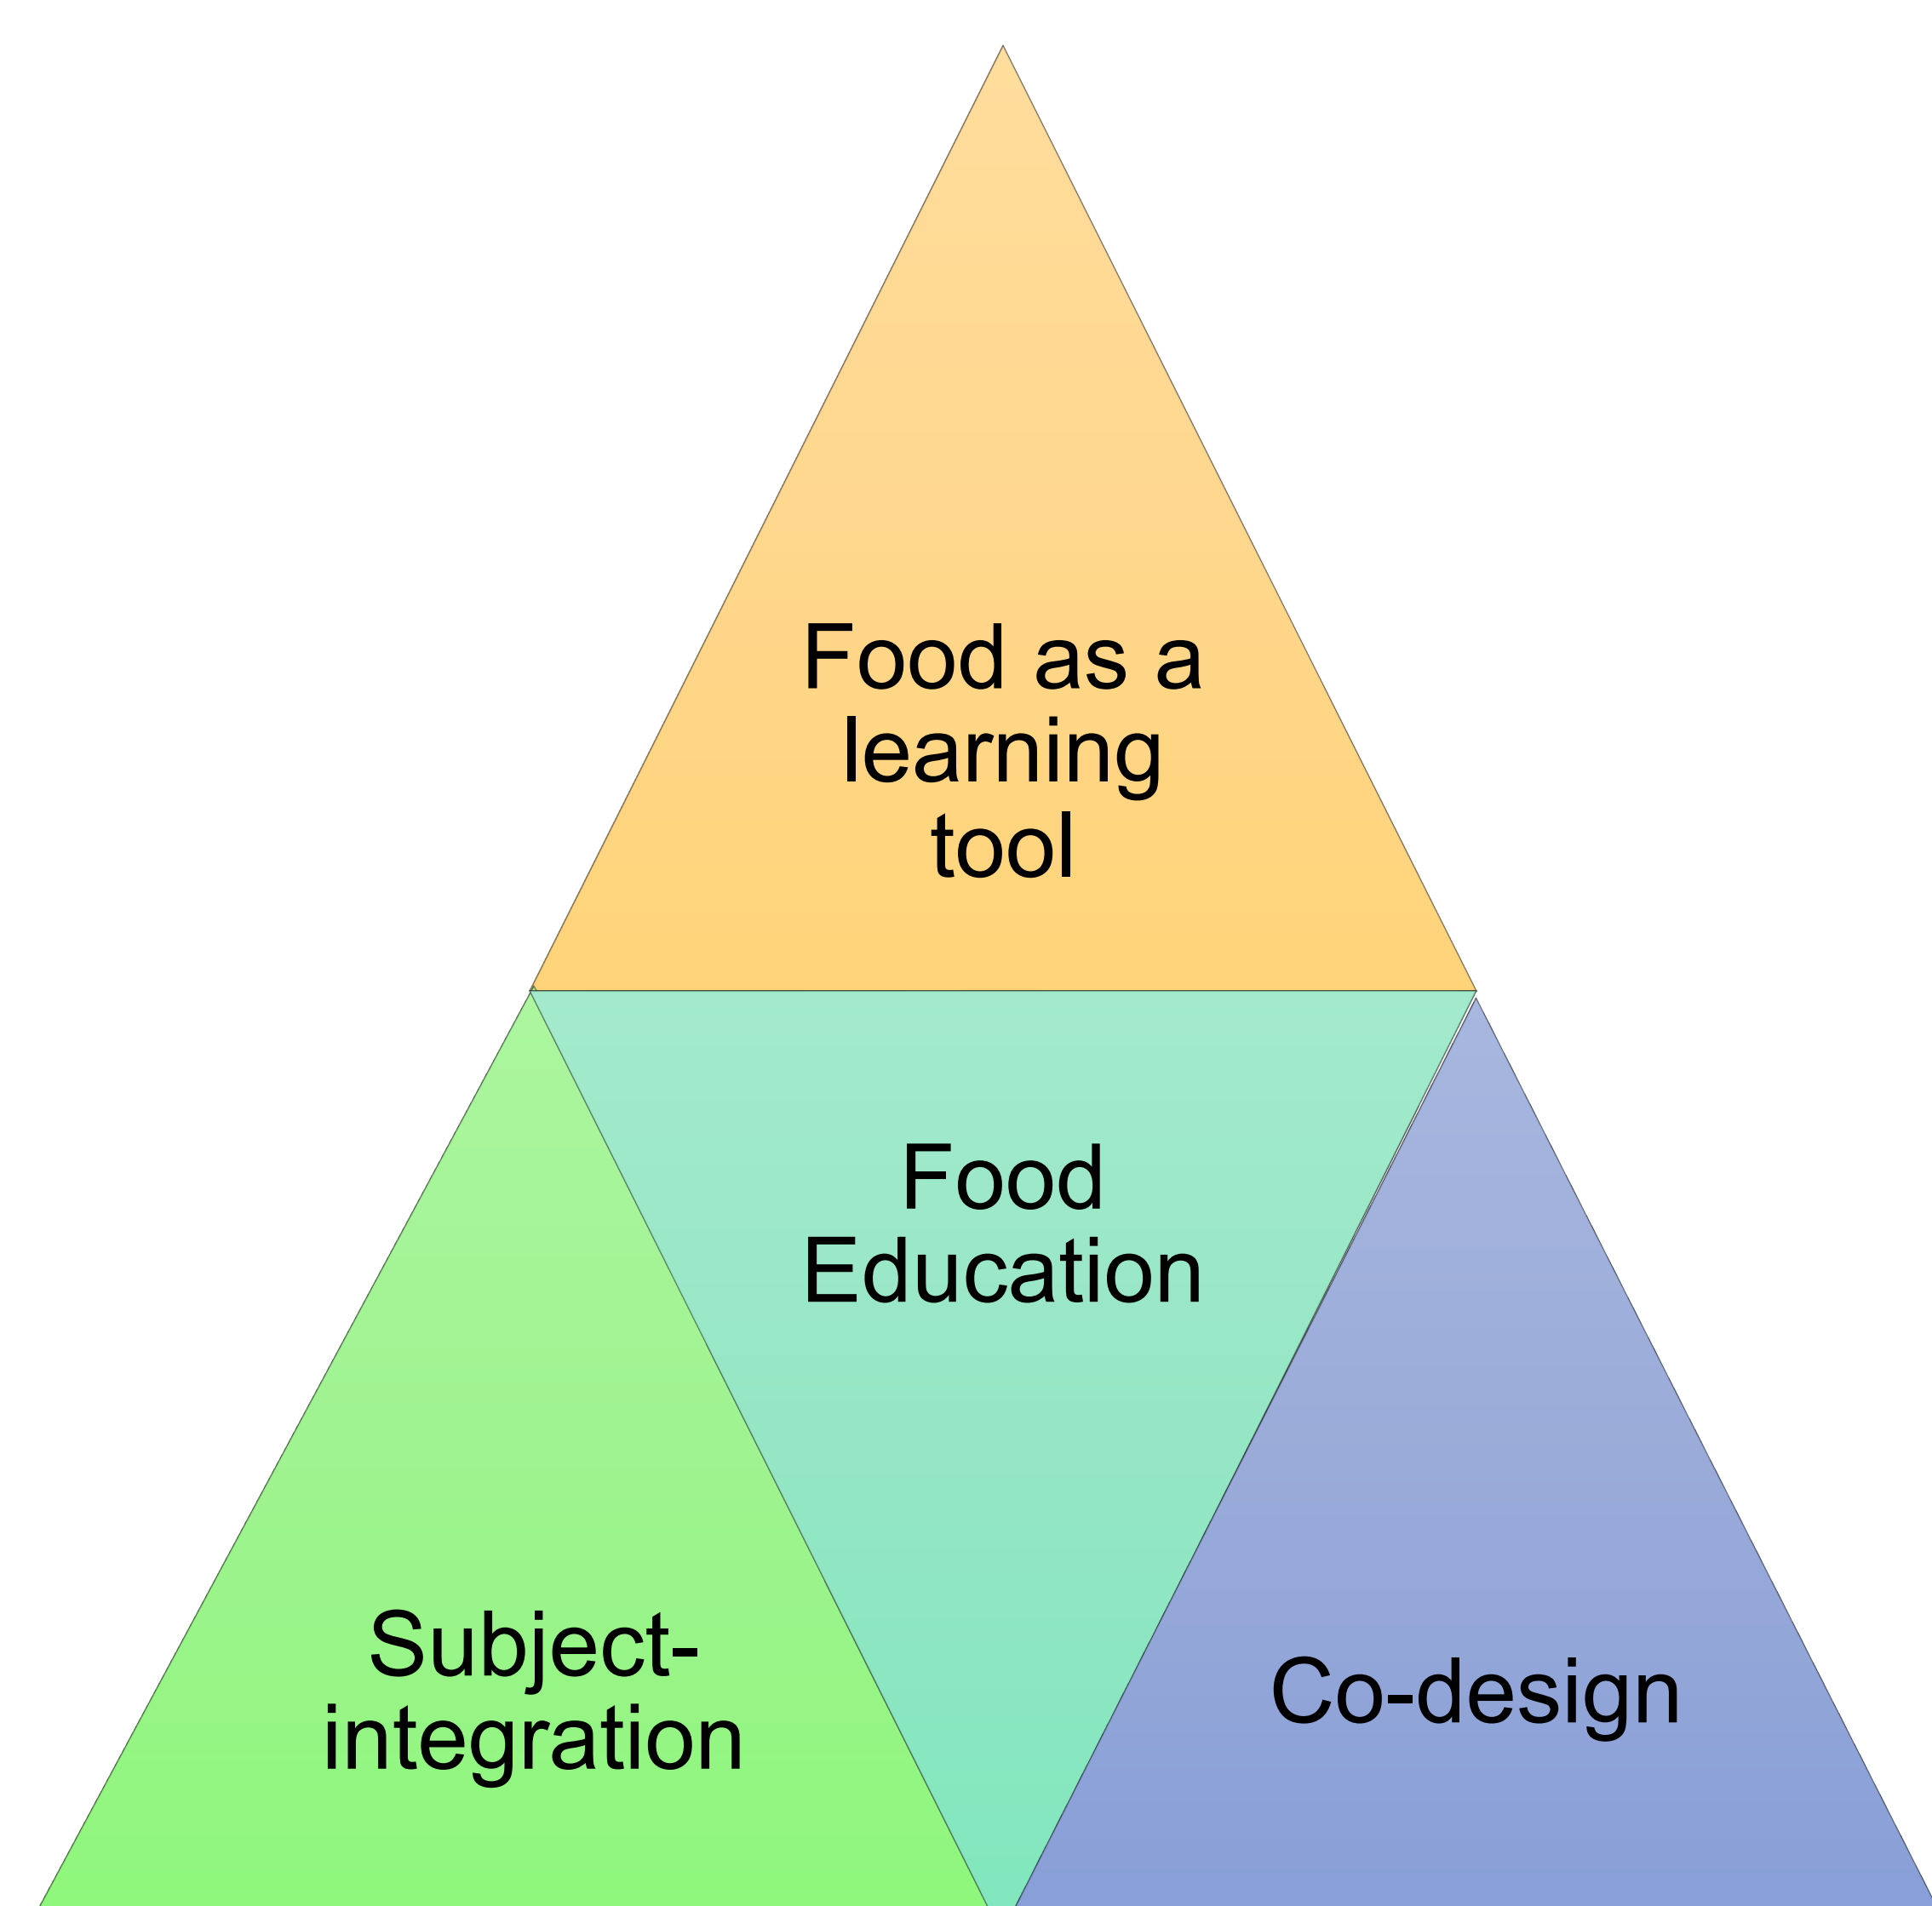 Food as a
learning
tool
Food
Education
Subject-
integration
Co-design